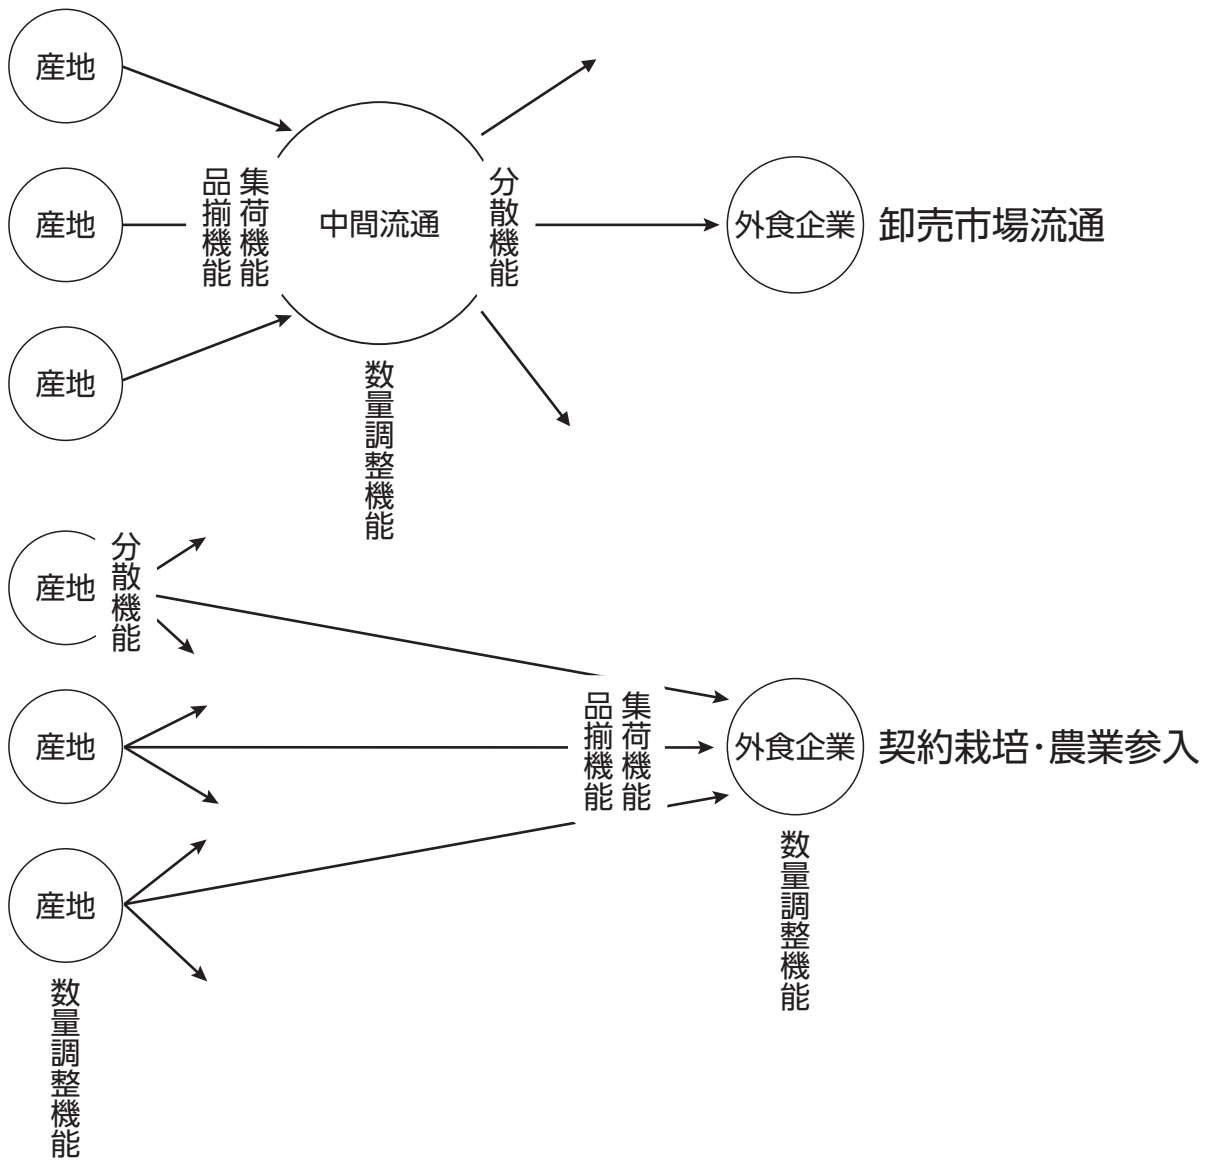 産地
産地
産地
集荷機能
品揃機能
中間流通
分散機能
数量調整機能
外食企業
卸売市場流通
産地
分散機能
産地
産地
数量調整機能
集荷機能
品揃機能
外食企業
契約栽培・農業参入
数量調整機能